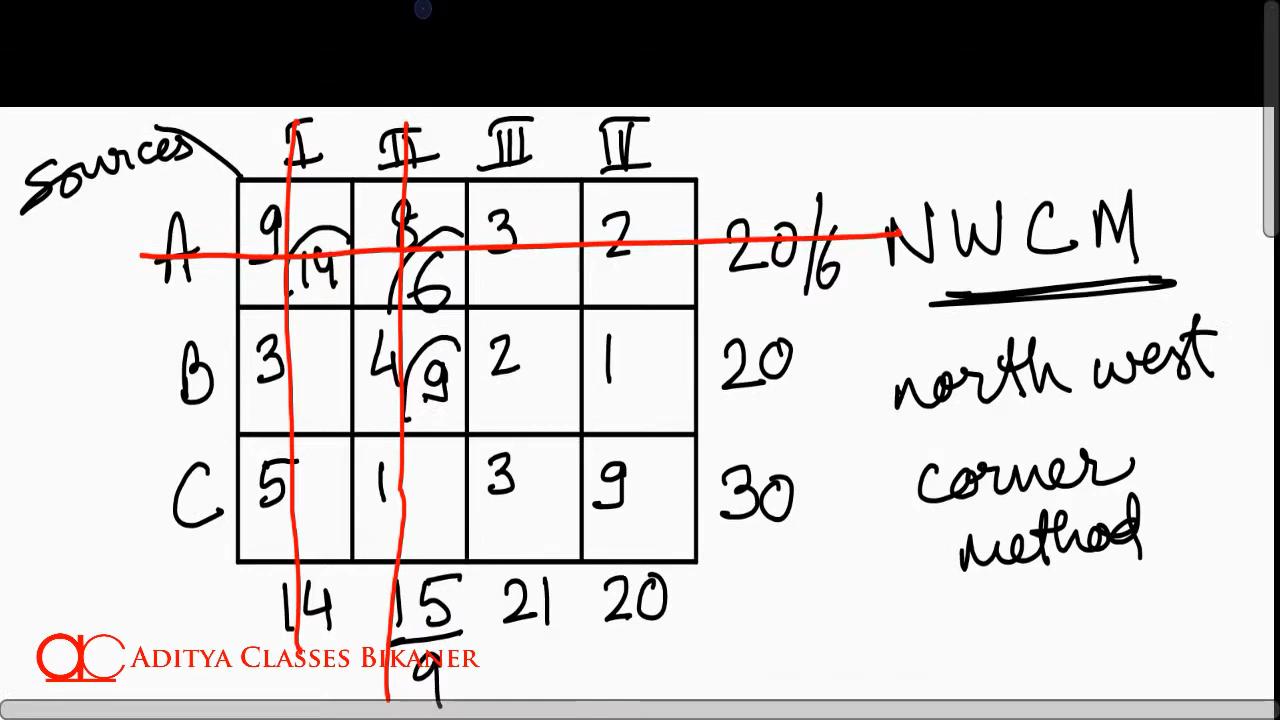 Sources I II III IV
A 9 14 8 6 3 2 20/6 NWCM
B 3 4 9 2 1 20 north west
C 5 1 3 9 30 corner
method
14 15 21 20
9
ac ADITYA CLASSES BIKANER